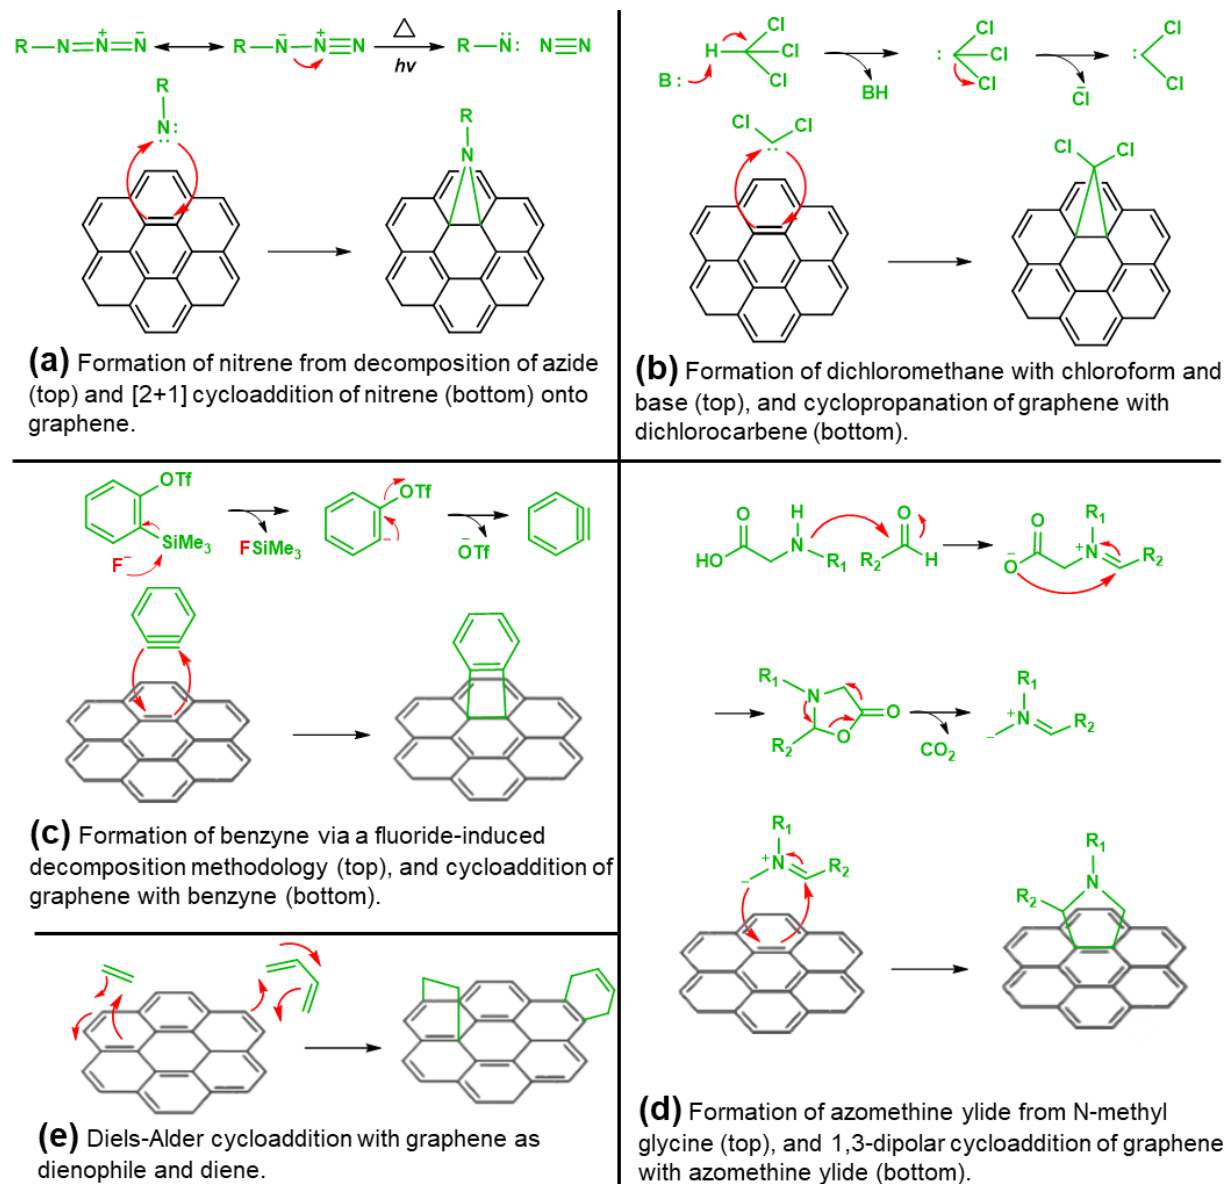 R—N=N⁺=N⁻ ⟷ R—N⁻—N⁺≡N △ hv R—N̈: N≡N
R
N:
R
N
(a) Formation of nitrene from decomposition of azide
(top) and [2+1] cycloaddition of nitrene (bottom) onto
graphene.
B: H Cl Cl Cl BH : Cl Cl Cl C̄l : Cl Cl
Cl Cl
Cl Cl
(b) Formation of dichloromethane with chloroform and
base (top), and cyclopropanation of graphene with
dichlorocarbene (bottom).
OTf
SiMe₃
F⁻
FSiMe₃
OTf
⁻OTf
(c) Formation of benzyne via a fluoride-induced
decomposition methodology (top), and cycloaddition of
graphene with benzyne (bottom).
O H O O R₁
HO N R₁ R₂ H O⁻ N⁺ R₂
R₁ N O R₁
R₂ O CO₂ ⁻ N⁺ R₂
R₁ R₁
⁻ N⁺ R₂ R₂ N
(d) Formation of azomethine ylide from N-methyl
glycine (top), and 1,3-dipolar cycloaddition of graphene
with azomethine ylide (bottom).
(e) Diels-Alder cycloaddition with graphene as
dienophile and diene.